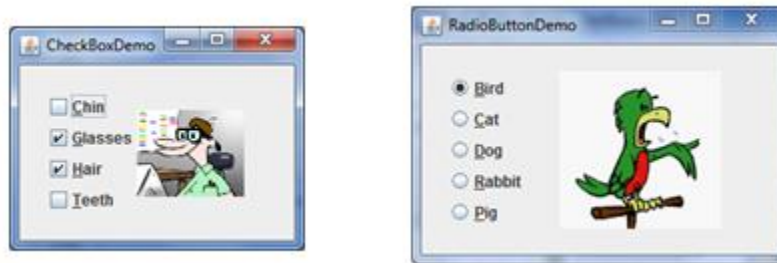 CheckBoxDemo
Chin
Glasses
Hair
Teeth
RadioButtonDemo
Bird
Cat
Dog
Rabbit
Pig